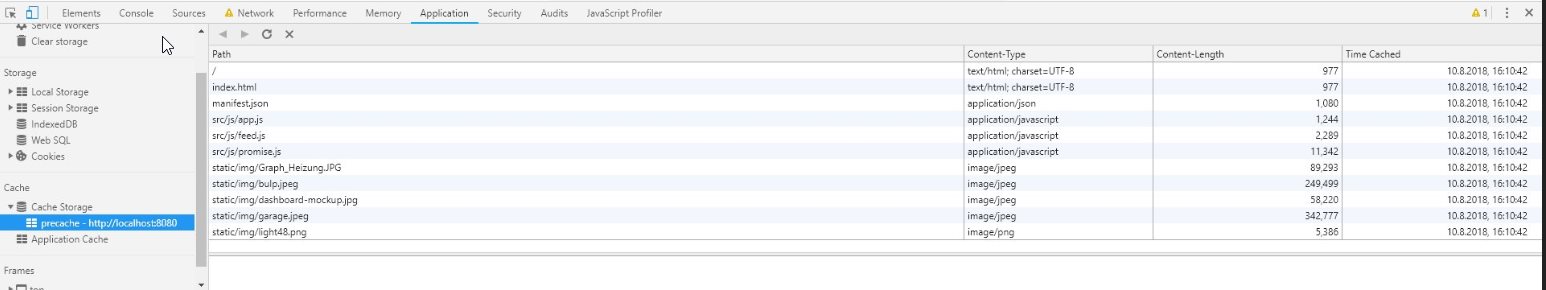 Elements Console Sources Network Performance Memory Application Security Audits JavaScript Profiler 1
Service Workers
Clear storage
Storage
Local Storage
Session Storage
IndexedDB
Web SQL
Cookies
Cache
Cache Storage
precache - http://localhost:8080
Application Cache
Frames
top
Path Content-Type Content-Length Time Cached
/ text/html; charset=UTF-8 977 10.8.2018, 16:10:42
index.html text/html; charset=UTF-8 977 10.8.2018, 16:10:42
manifest.json application/json 1,080 10.8.2018, 16:10:42
src/js/app.js application/javascript 1,244 10.8.2018, 16:10:42
src/js/feed.js application/javascript 2,289 10.8.2018, 16:10:42
src/js/promise.js application/javascript 11,342 10.8.2018, 16:10:42
static/img/Graph_Heizung.JPG image/jpeg 89,293 10.8.2018, 16:10:42
static/img/bulp.jpeg image/jpeg 249,499 10.8.2018, 16:10:42
static/img/dashboard-mockup.jpg image/jpeg 58,220 10.8.2018, 16:10:42
static/img/garage.jpeg image/jpeg 342,777 10.8.2018, 16:10:42
static/img/light48.png image/png 5,386 10.8.2018, 16:10:42